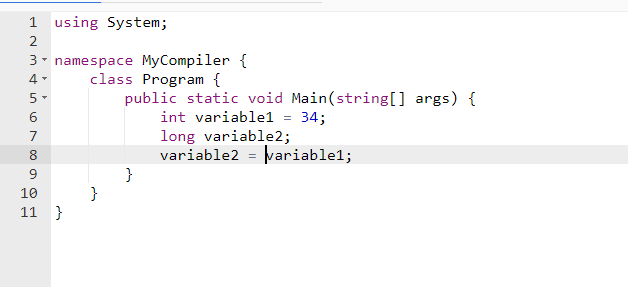 1 using System;
2
3 namespace MyCompiler {
4 class Program {
5 public static void Main(string[] args) {
6 int variable1 = 34;
7 long variable2;
8 variable2 = variable1;
9 }
10 }
11 }